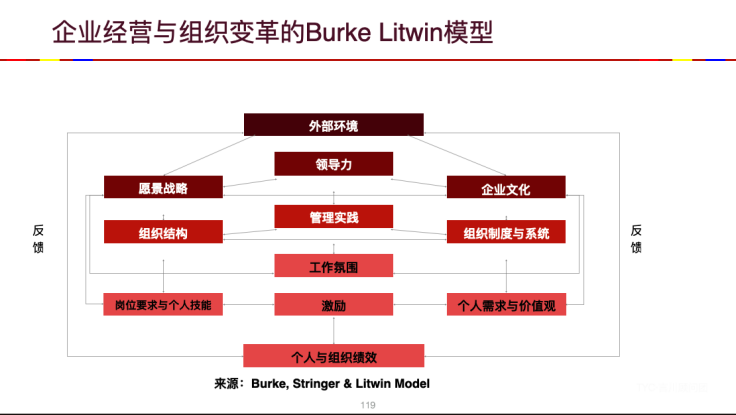 企业经营与组织变革的Burke Litwin模型
外部环境
领导力
愿景战略
企业文化
管理实践
组织结构
组织制度与系统
反
馈
反
馈
工作氛围
岗位要求与个人技能
激励
个人需求与价值观
个人与组织绩效
来源：Burke, Stringer & Litwin Model
119